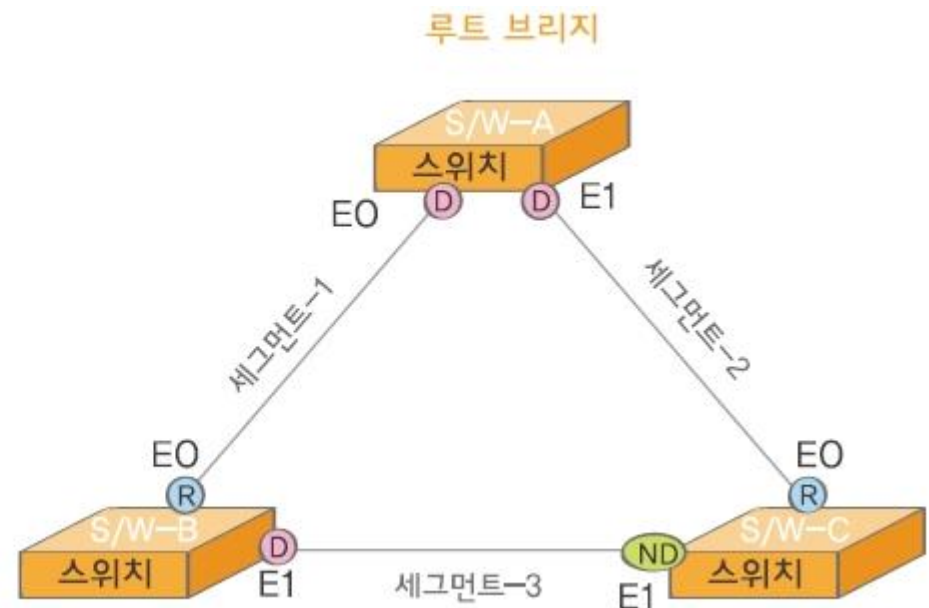 루트 브리지
S/W-A
스위치
E0
D
D
E1
세그먼트-1
세그먼트-2
E0
R
S/W-B
스위치
D
E1
세그먼트-3
E0
R
S/W-C
스위치
ND
E1